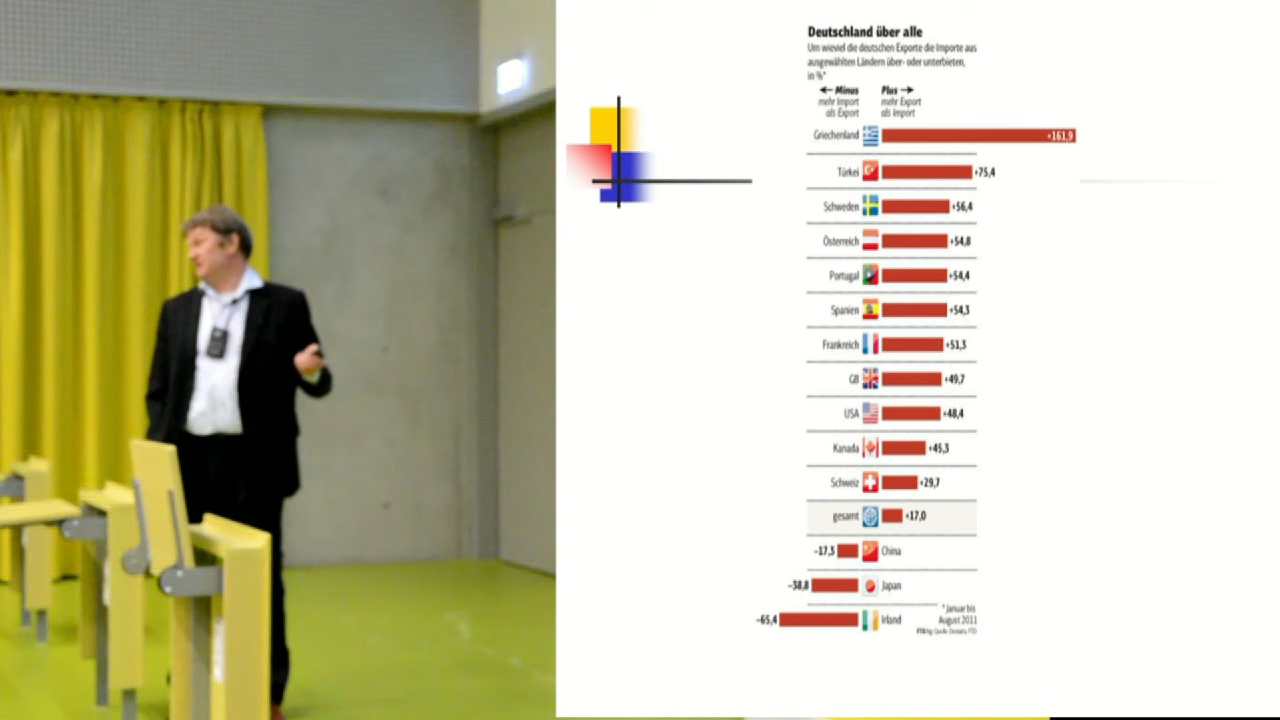 Deutschland über alle
Um wieviel die deutschen Exporte die Importe aus
ausgewählten Ländern über- oder unterbieten,
in %*
← Minus
mehr Import
als Export
Plus →
mehr Export
als Import
Griechenland +161,9
Türkei +75,4
Schweden +56,4
Österreich +54,8
Portugal +54,4
Spanien +54,3
Frankreich +51,3
GB +49,7
USA +48,4
Kanada +45,3
Schweiz +29,7
gesamt +17,0
-17,3 China
-38,8 Japan
-65,4 Irland
* Januar bis
August 2011